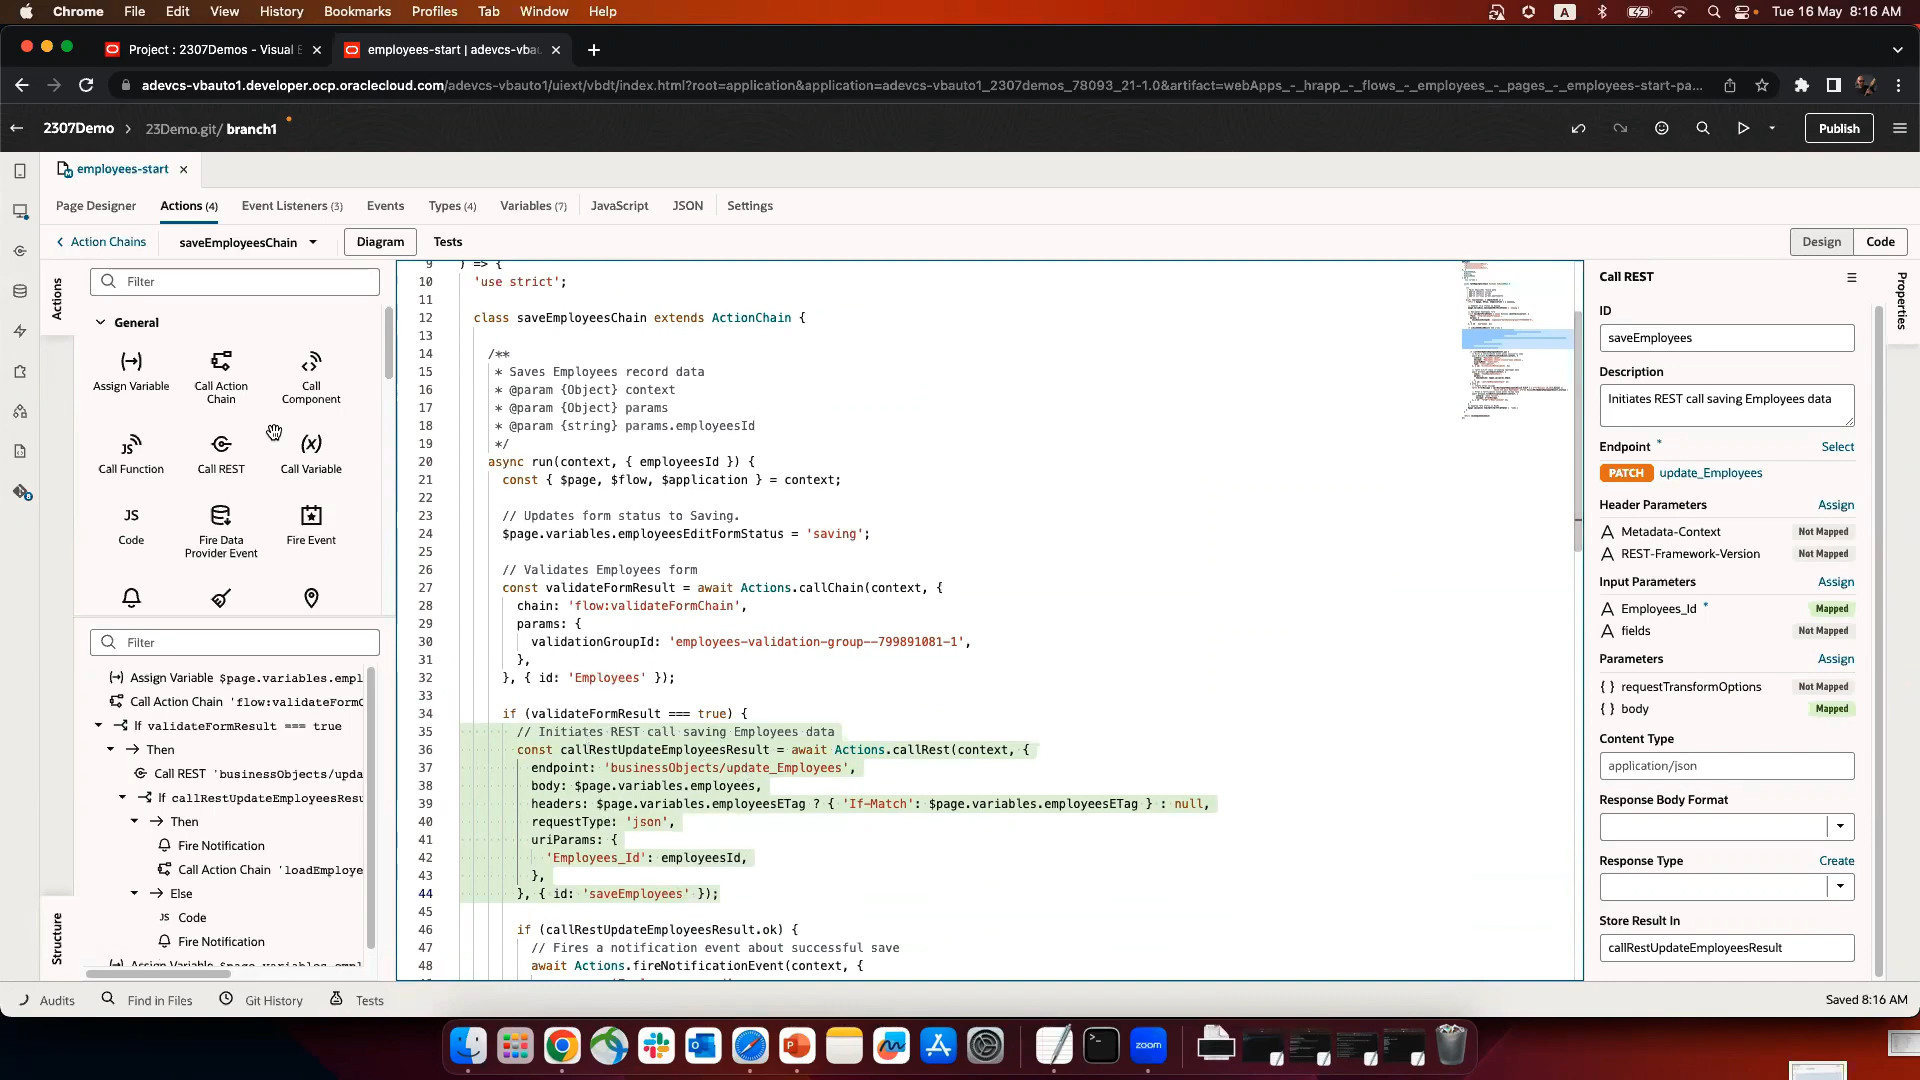 Chrome File Edit View History Bookmarks Profiles Tab Window Help
A
Tue 16 May 8:16 AM
Project : 2307Demos - Visual
employees-start | adevcs-vba
adevcs-vbauto1.developer.ocp.oraclecloud.com/adevcs-vbauto1/uiext/vbdt/index.html?root=application&application=adevcs-vbauto1_2307demos_78093_21-1.0&artifact=webApps_-_hrapp_-_flows_-_employees_-_pages_-_employees-start-pa...
2307Demo > 23Demo.git/ branch1
Publish
employees-start
Page Designer Actions (4) Event Listeners (3) Events Types (4) Variables (7) JavaScript JSON Settings
Action Chains saveEmployeesChain Diagram Tests
Design Code
Actions
Filter
General
Assign Variable
Call Action Chain
Call Component
Call Function
Call REST
Call Variable
JS Code
Fire Data Provider Event
Fire Event
Structure
Filter
Assign Variable $page.variables.empl
Call Action Chain 'flow:validateFormC
If validateFormResult === true
Then
Call REST 'businessObjects/upda
If callRestUpdateEmployeesResu
Then
Fire Notification
Call Action Chain 'loadEmploye
Else
JS Code
Fire Notification
Assign Variable $page.variables.empl
9 ) => {
10 'use strict';
11
12 class saveEmployeesChain extends ActionChain {
13
14 /**
15 * Saves Employees record data
16 * @param {Object} context
17 * @param {Object} params
18 * @param {string} params.employeesId
19 */
20 async run(context, { employeesId }) {
21 const { $page, $flow, $application } = context;
22
23 // Updates form status to Saving.
24 $page.variables.employeesEditFormStatus = 'saving';
25
26 // Validates Employees form
27 const validateFormResult = await Actions.callChain(context, {
28 chain: 'flow:validateFormChain',
29 params: {
30 validationGroupId: 'employees-validation-group--799891081-1',
31 },
32 }, { id: 'Employees' });
33
34 if (validateFormResult === true) {
35 // Initiates REST call saving Employees data
36 const callRestUpdateEmployeesResult = await Actions.callRest(context, {
37 endpoint: 'businessObjects/update_Employees',
38 body: $page.variables.employees,
39 headers: $page.variables.employeesETag ? { 'If-Match': $page.variables.employeesETag } : null,
40 requestType: 'json',
41 uriParams: {
42 'Employees_Id': employeesId,
43 },
44 }, { id: 'saveEmployees' });
45
46 if (callRestUpdateEmployeesResult.ok) {
47 // Fires a notification event about successful save
48 await Actions.fireNotificationEvent(context, {
Properties
Call REST
ID
saveEmployees
Description
Initiates REST call saving Employees data
Endpoint * Select
PATCH update_Employees
Header Parameters Assign
A Metadata-Context Not Mapped
A REST-Framework-Version Not Mapped
Input Parameters Assign
A Employees_Id * Mapped
A fields Not Mapped
Parameters Assign
{ } requestTransformOptions Not Mapped
{ } body Mapped
Content Type
application/json
Response Body Format
Response Type Create
Store Result In
callRestUpdateEmployeesResult
Audits Find in Files Git History Tests
Saved 8:16 AM
zoom